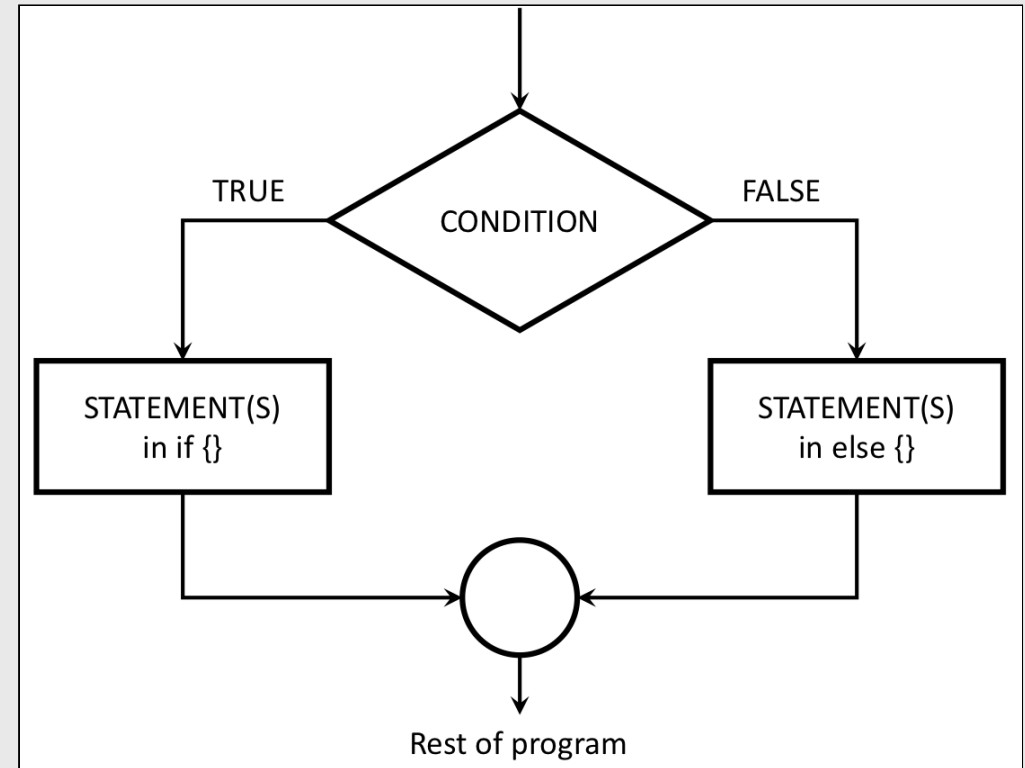 TRUE
FALSE
CONDITION
STATEMENT(S)
in if {}
STATEMENT(S)
in else {}
Rest of program